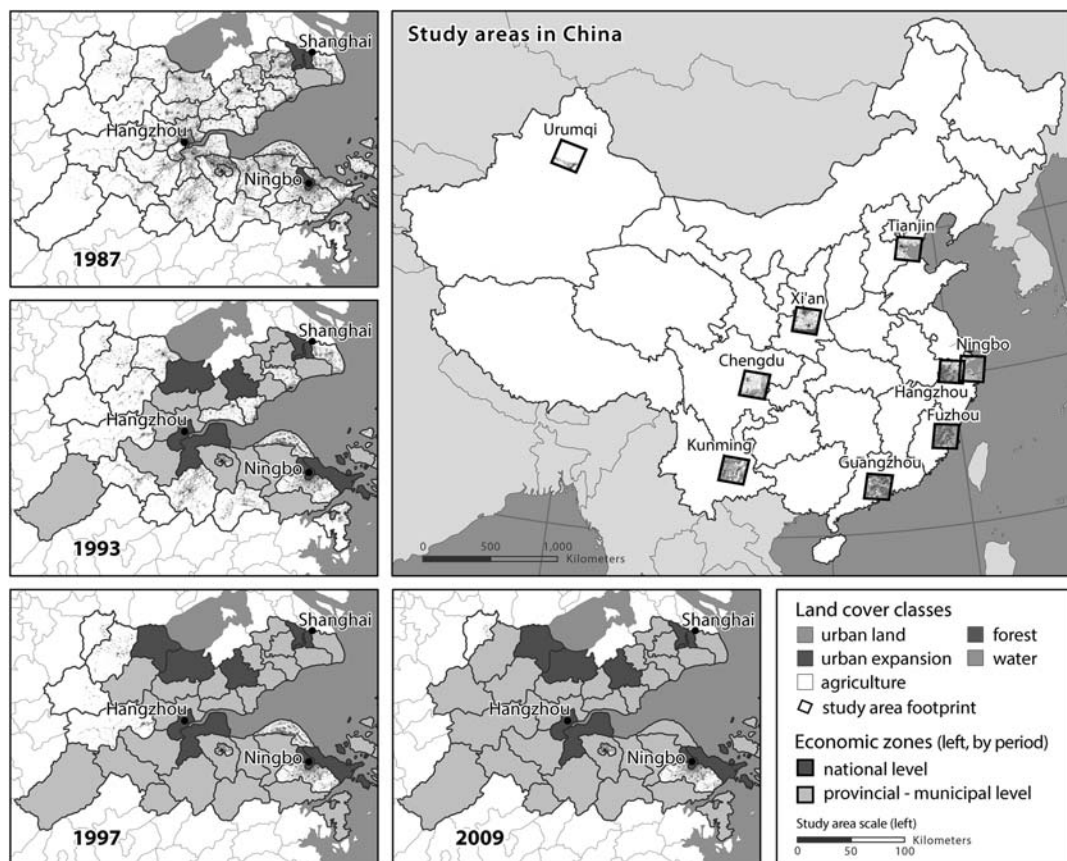 Shanghai
Hangzhou
Ningbo
1987
Study areas in China
Urumqi
Tianjin
Xi'an
Chengdu
Ningbo
Hangzhou
Fuzhou
Kunming
Guangzhou
0 500 1,000
Kilometers
Shanghai
Hangzhou
Ningbo
1993
Shanghai
Hangzhou
Ningbo
1997
Shanghai
Hangzhou
Ningbo
2009
Land cover classes
urban land
forest
urban expansion
water
agriculture
study area footprint
Economic zones (left, by period)
national level
provincial - municipal level
Study area scale (left)
Kilometers
0 50 100